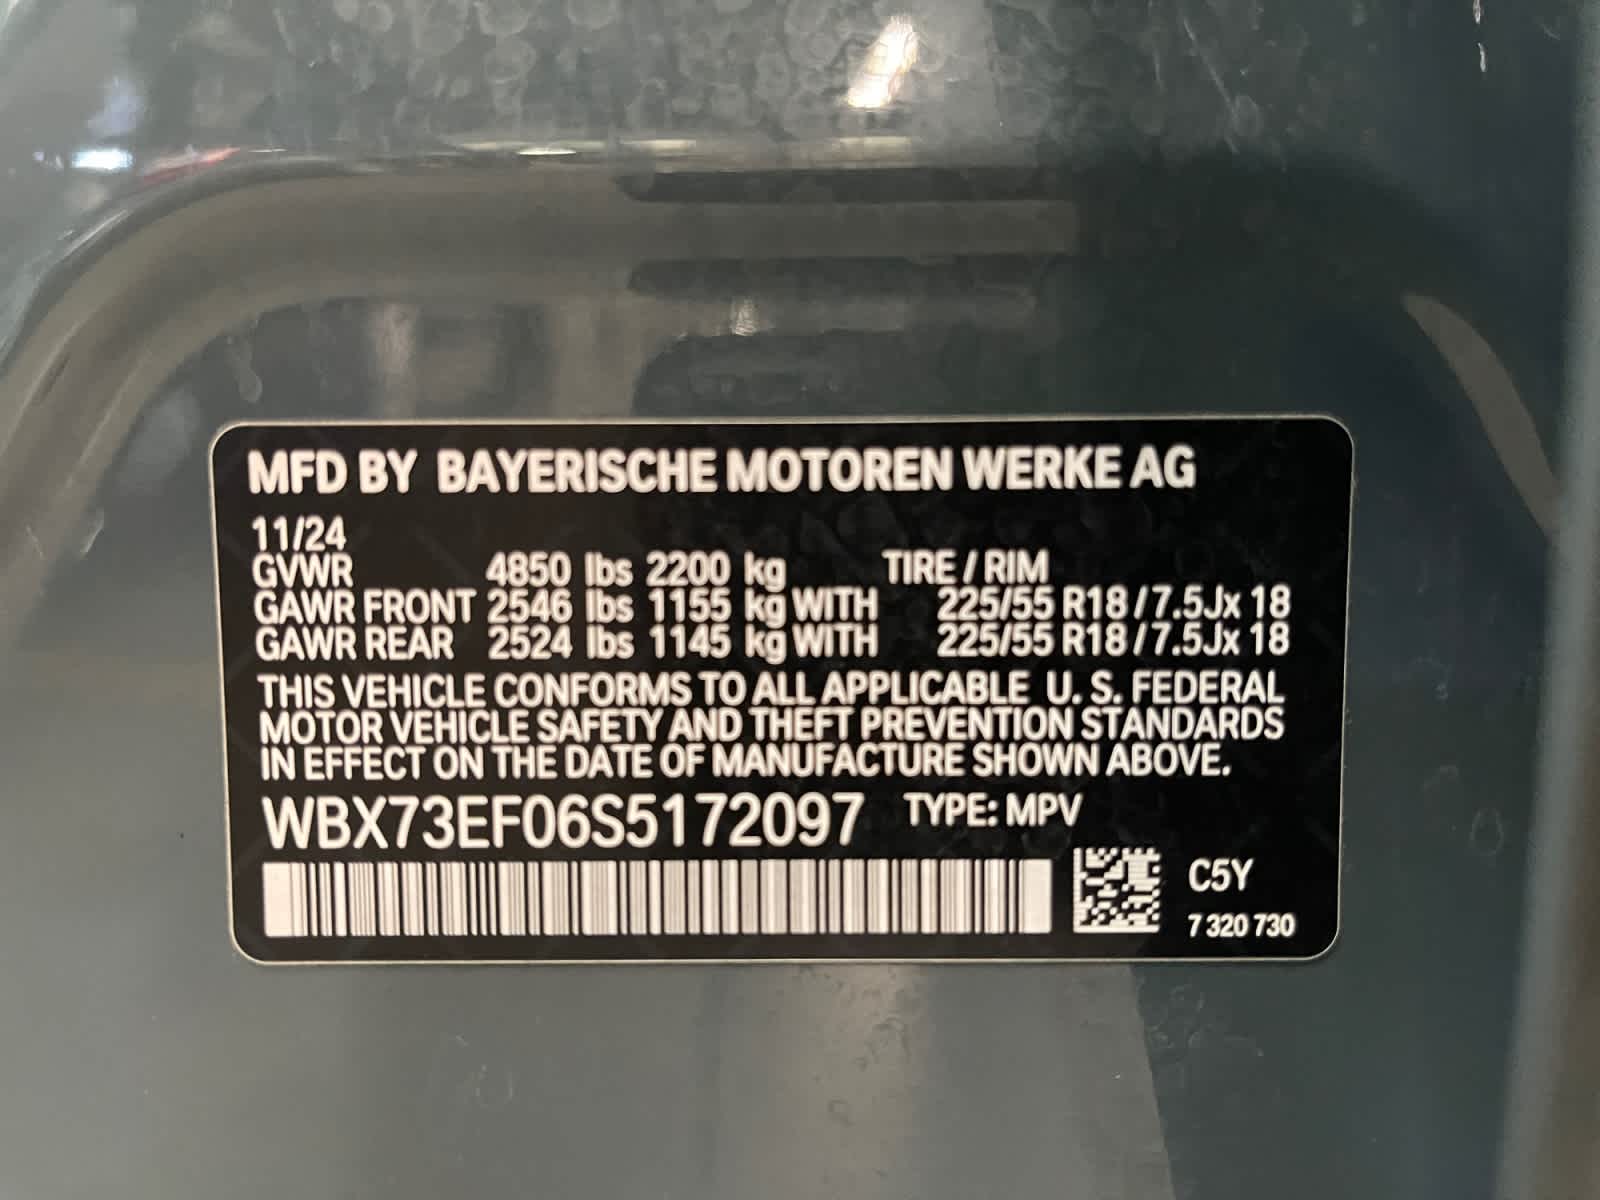 MFD BY BAYERISCHE MOTOREN WERKE AG
11/24
GVWR 4850 lbs 2200 kg TIRE / RIM
GAWR FRONT 2546 lbs 1155 kg WITH 225/55 R18 / 7.5Jx 18
GAWR REAR 2524 lbs 1145 kg WITH 225/55 R18 / 7.5Jx 18
THIS VEHICLE CONFORMS TO ALL APPLICABLE U. S. FEDERAL
MOTOR VEHICLE SAFETY AND THEFT PREVENTION STANDARDS
IN EFFECT ON THE DATE OF MANUFACTURE SHOWN ABOVE.
WBX73EF06S5172097 TYPE: MPV
C5Y
7 320 730